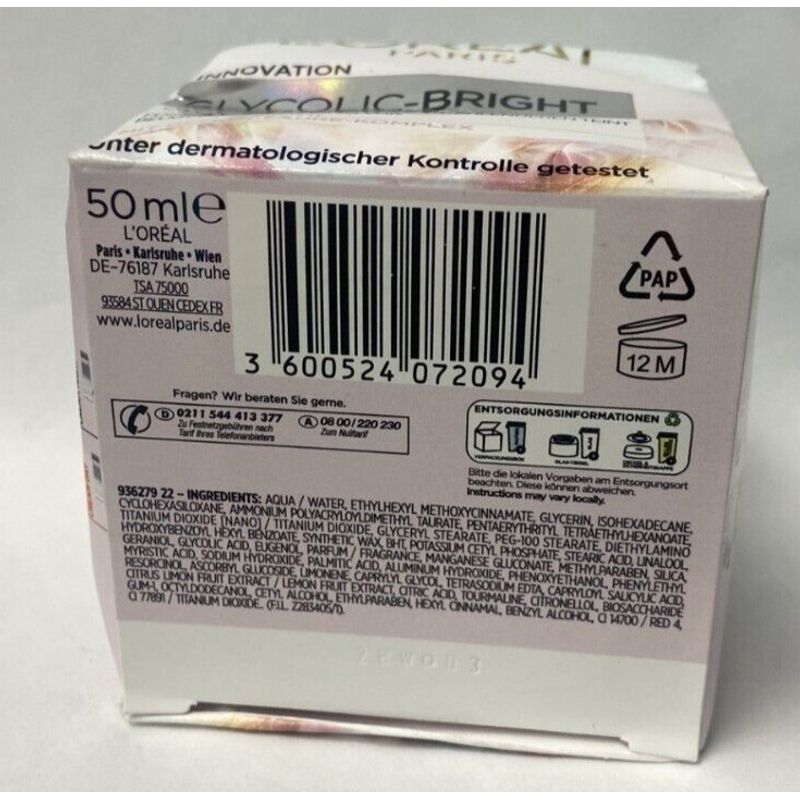 PARIS
INNOVATION
GLYCOLIC-BRIGHT
Unter dermatologischer Kontrolle getestet
50 ml e
L'ORÉAL
Paris • Karlsruhe • Wien
DE-76187 Karlsruhe
TSA 75000
93584 ST OUEN CEDEX FR
www.lorealparis.de
3 600524 072094
PAP
12 M
Fragen? Wir beraten Sie gerne.
D 0211 544 413 377
Zu Festnetzgebühren nach
Tarif Ihres Telefonanbieters
A 08 00/220 230
Zum Nulltarif
ENTSORGUNGSINFORMATIONEN
Bitte die lokalen Vorgaben am Entsorgungsort
beachten. Diese können abweichen.
Instructions may vary locally.
936279 22 – INGREDIENTS: AQUA / WATER, ETHYLHEXYL METHOXYCINNAMATE, GLYCERIN, ISOHEXADECANE,
CYCLOHEXASILOXANE, AMMONIUM POLYACRYLOYLDIMETHYL TAURATE, PENTAERYTHRITYL TETRAETHYLHEXANOATE,
TITANIUM DIOXIDE [NANO] / TITANIUM DIOXIDE, GLYCERYL STEARATE, PEG-100 STEARATE, DIETHYLAMINO
HYDROXYBENZOYL HEXYL BENZOATE, SYNTHETIC WAX, BHT, POTASSIUM CETYL PHOSPHATE, STEARIC ACID, LINALOOL,
GERANIOL, GLYCOLIC ACID, EUGENOL, PARFUM / FRAGRANCE, MANGANESE GLUCONATE, METHYLPARABEN, SILICA,
MYRISTIC ACID, SODIUM HYDROXIDE, PALMITIC ACID, ALUMINUM HYDROXIDE, PHENOXYETHANOL, PHENYLETHYL
RESORCINOL, ASCORBYL GLUCOSIDE, LIMONENE, CAPRYLYL GLYCOL, TETRASODIUM EDTA, CAPRYLOYL SALICYLIC ACID,
CITRUS LIMON FRUIT EXTRACT / LEMON FRUIT EXTRACT, CITRIC ACID, TOURMALINE, CITRONELLOL, BIOSACCHARIDE
GUM-1, OCTYLDODECANOL, CETYL ALCOHOL, ETHYLPARABEN, HEXYL CINNAMAL, BENZYL ALCOHOL, CI 14700 / RED 4,
CI 77891 / TITANIUM DIOXIDE. (F.I.L. Z283405/1).